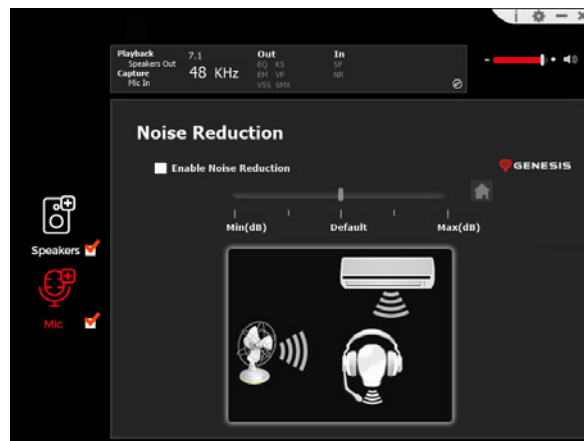 Playback 7.1 Out In
Speakers Out EQ KS SF
Capture 48 KHz EM VF NR
Mic In VSS SMX
Noise Reduction
Enable Noise Reduction
GENESIS
Min(dB) Default Max(dB)
Speakers
Mic